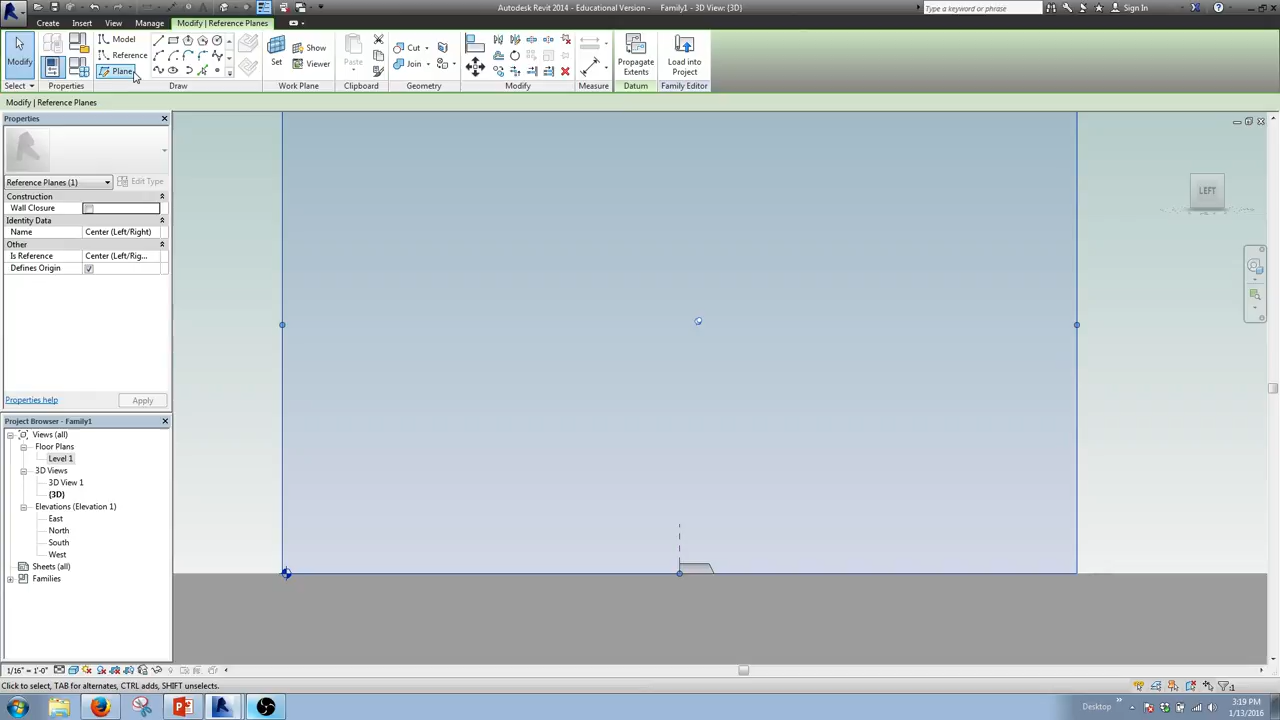 Autodesk Revit 2014 - Educational Version - Family1 - 3D View: {3D}
Type a keyword or phrase
Sign In
Create
Insert
View
Manage
Modify | Reference Planes
Modify
Model
Reference
Plane
Set
Show
Viewer
Paste
Cut
Join
Propagate
Extents
Load into
Project
Select
Properties
Draw
Work Plane
Clipboard
Geometry
Modify
Measure
Datum
Family Editor
Modify | Reference Planes
Properties
Reference Planes (1)
Edit Type
Construction
Wall Closure
Identity Data
Name
Center (Left/Right)
Other
Is Reference
Center (Left/Rig...
Defines Origin
Properties help
Apply
Project Browser - Family1
Views (all)
Floor Plans
Level 1
3D Views
3D View 1
{3D}
Elevations (Elevation 1)
East
North
South
West
Sheets (all)
Families
LEFT
1/16" = 1'-0"
Click to select, TAB for alternates, CTRL adds, SHIFT unselects.
:1
Desktop
3:19 PM
1/13/2016